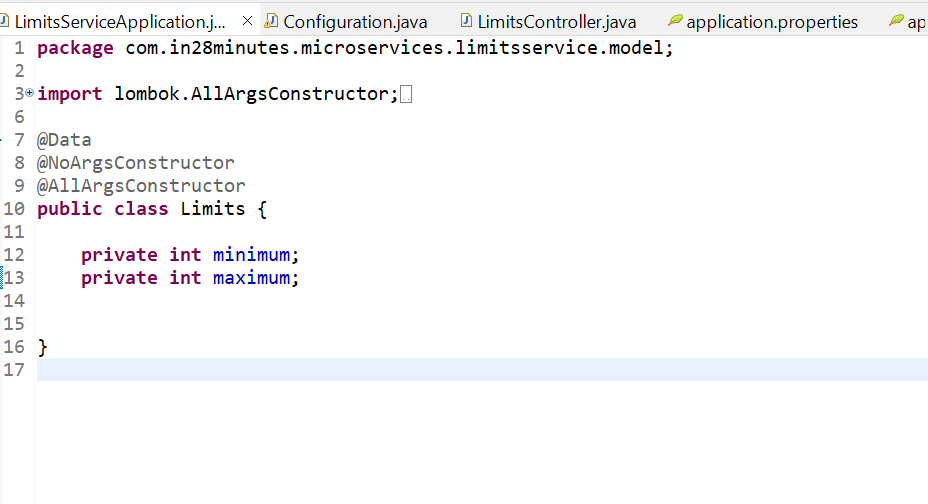 LimitsServiceApplication.j... Configuration.java LimitsController.java application.properties ap
1 package com.in28minutes.microservices.limitsservice.model;
2
3 import lombok.AllArgsConstructor;
6
7 @Data
8 @NoArgsConstructor
9 @AllArgsConstructor
10 public class Limits {
11
12 private int minimum;
13 private int maximum;
14
15
16 }
17